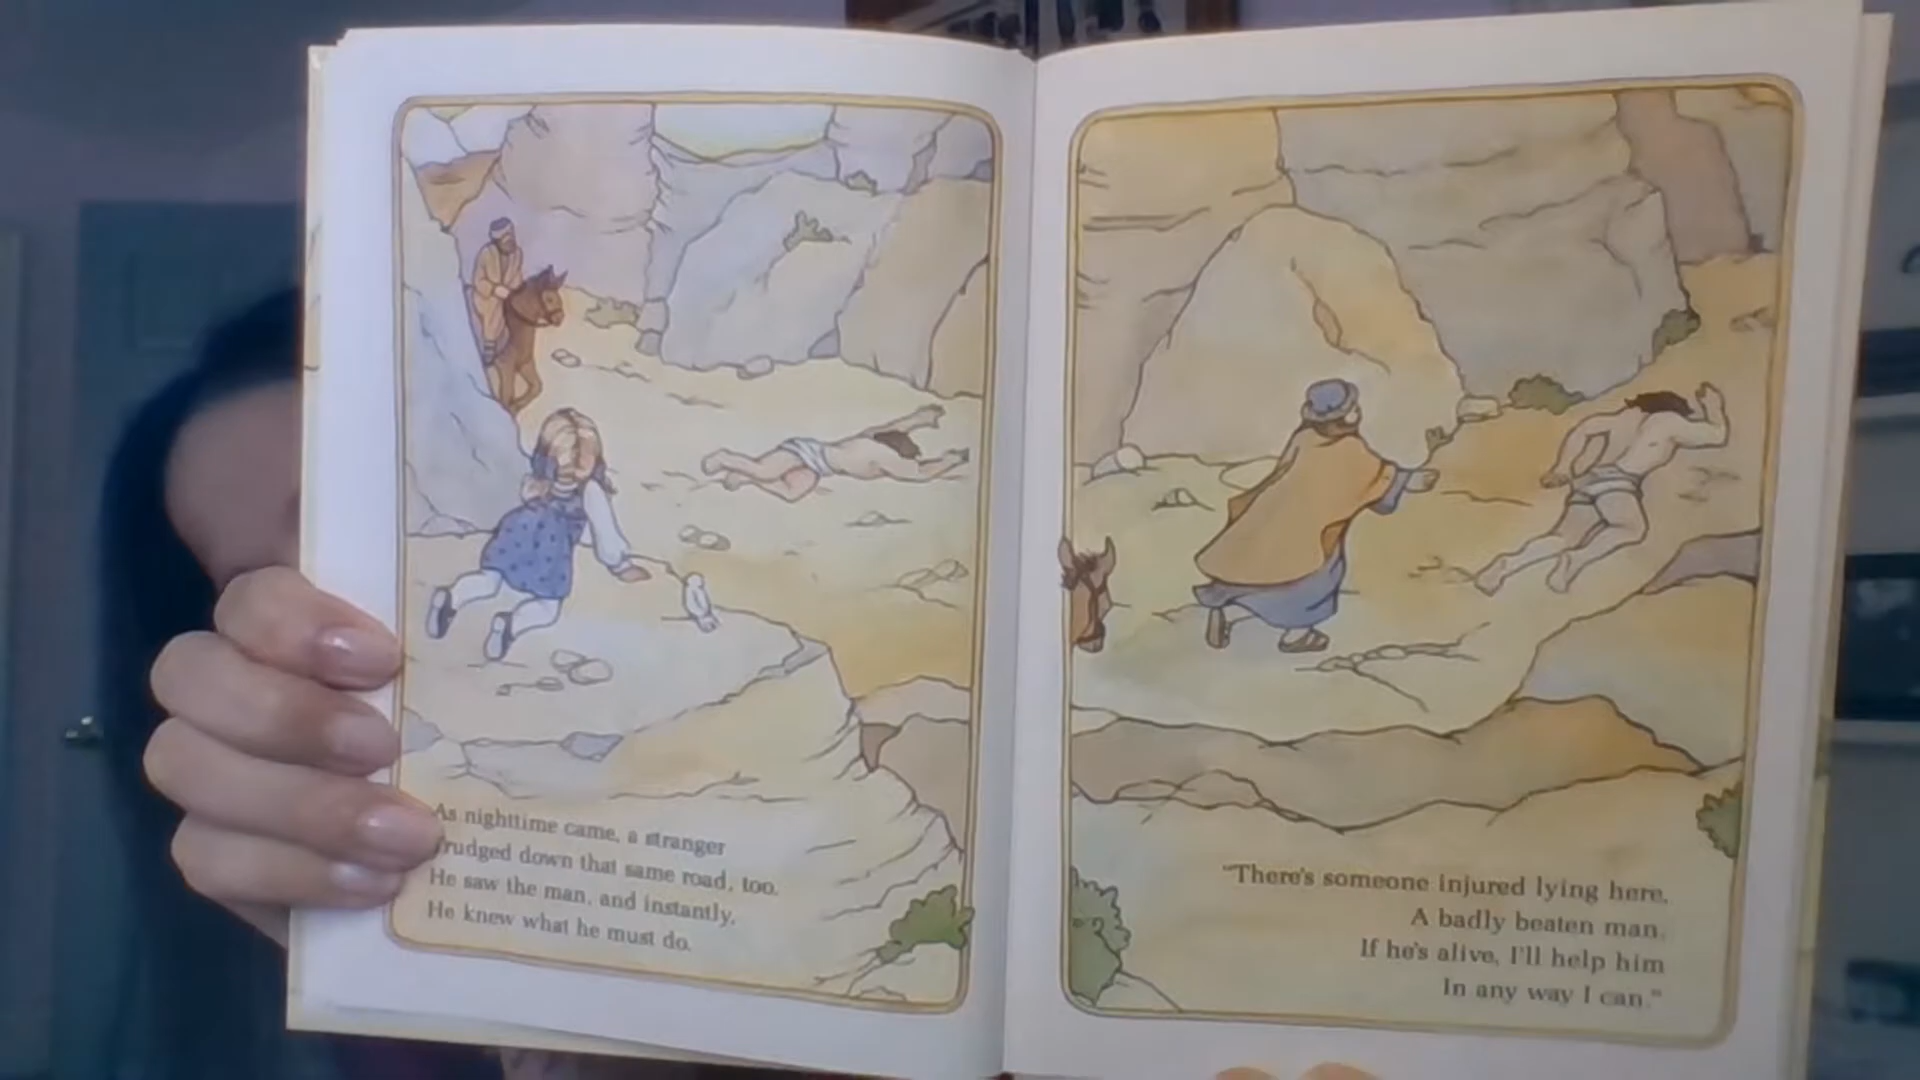 As nighttime came, a stranger
Trudged down that same road, too.
He saw the man, and instantly,
He knew what he must do.
"There's someone injured lying here,
A badly beaten man.
If he's alive, I'll help him
In any way I can."